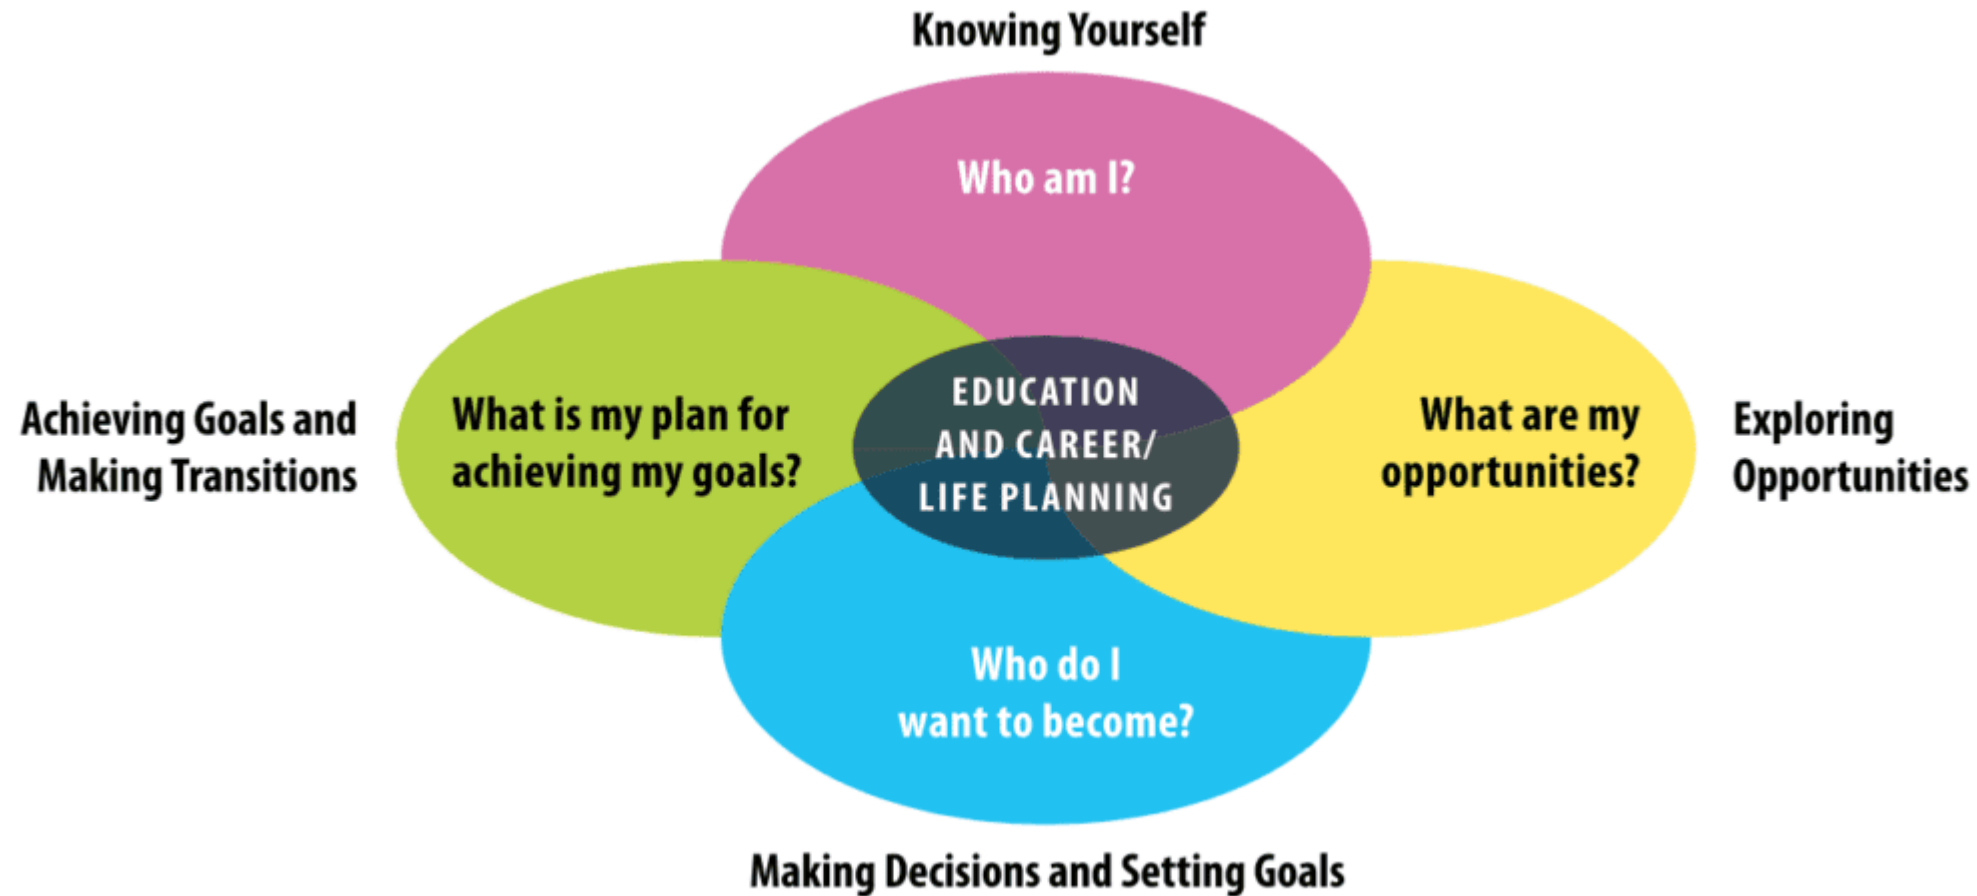 Knowing Yourself
Who am I?
Achieving Goals and
Making Transitions
What is my plan for
achieving my goals?
EDUCATION
AND CAREER/
LIFE PLANNING
What are my
opportunities?
Exploring
Opportunities
Who do I
want to become?
Making Decisions and Setting Goals